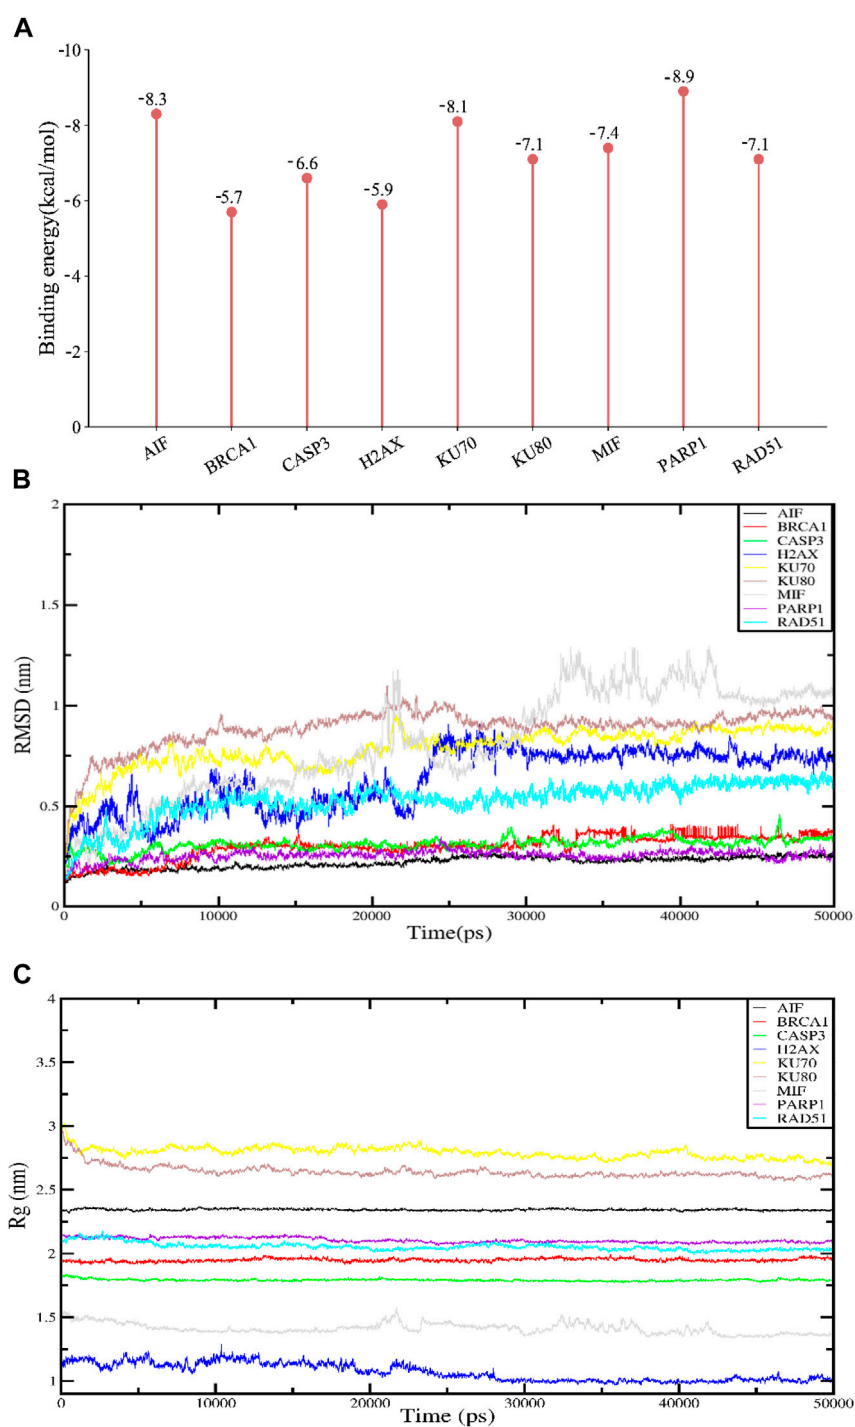 A
-10
-8
-6
-4
-2
0
Binding energy(kcal/mol)
-8.3
-5.7
-6.6
-5.9
-8.1
-7.1
-7.4
-8.9
-7.1
AIF
BRCA1
CASP3
H2AX
KU70
KU80
MIF
PARP1
RAD51
B
2
1.5
1
0.5
0
RMSD (nm)
AIF
BRCA1
CASP3
H2AX
KU70
KU80
MIF
PARP1
RAD51
0
10000
20000
30000
40000
50000
Time(ps)
C
4
3.5
3
2.5
2
1.5
1
Rg (nm)
AIF
BRCA1
CASP3
H2AX
KU70
KU80
MIF
PARP1
RAD51
0
10000
20000
30000
40000
50000
Time (ps)